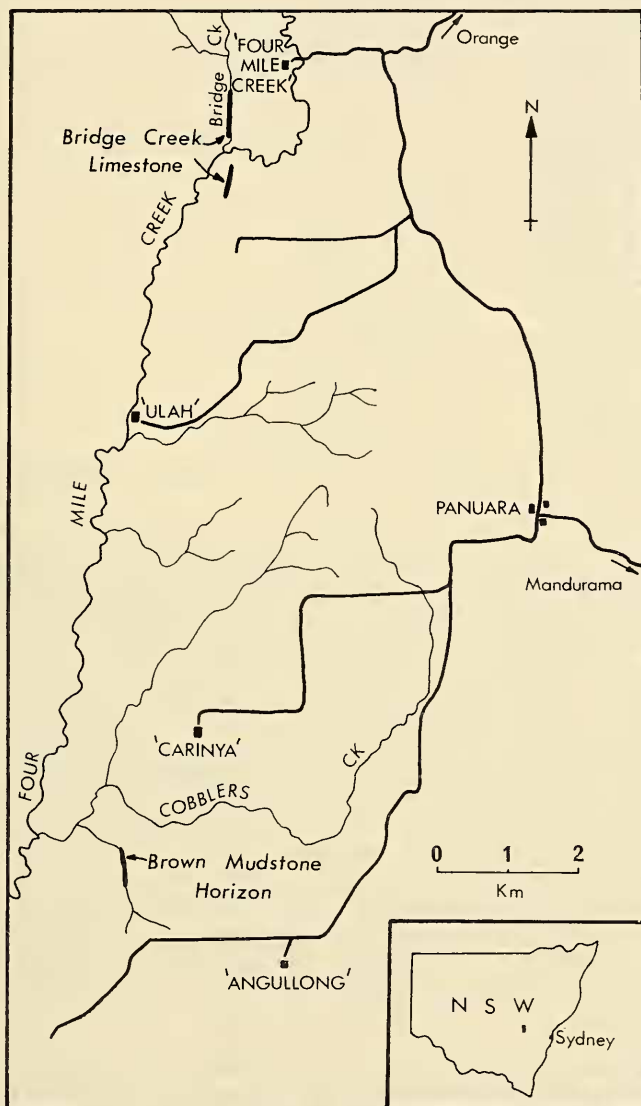 Orange
'FOUR
MILE
CREEK'
Bridge Ck
Bridge Creek
Limestone
N
FOUR MILE CREEK
'ULAH'
PANUARA
Mandurama
'CARINYA'
COBBLERS CK
0 1·2 2
Km
Brown Mudstone
Horizon
'ANGULLONG'
N S W
Sydney